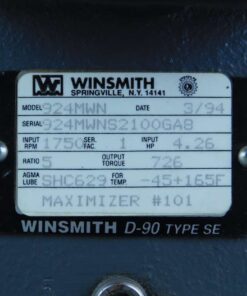 WINSMITH
SPRINGVILLE, N.Y. 14141
MODEL 924MWN DATE 3/94
SERIAL 924MWNS2100GA8
INPUT RPM 1750 SER. FAC. 1 INPUT HP 4.26
RATIO 5 OUTPUT TORQUE 726
AGMA LUBE SHC629 FOR TEMP. -45+165F
MAXIMIZER #101
WINSMITH D-90 TYPE SE